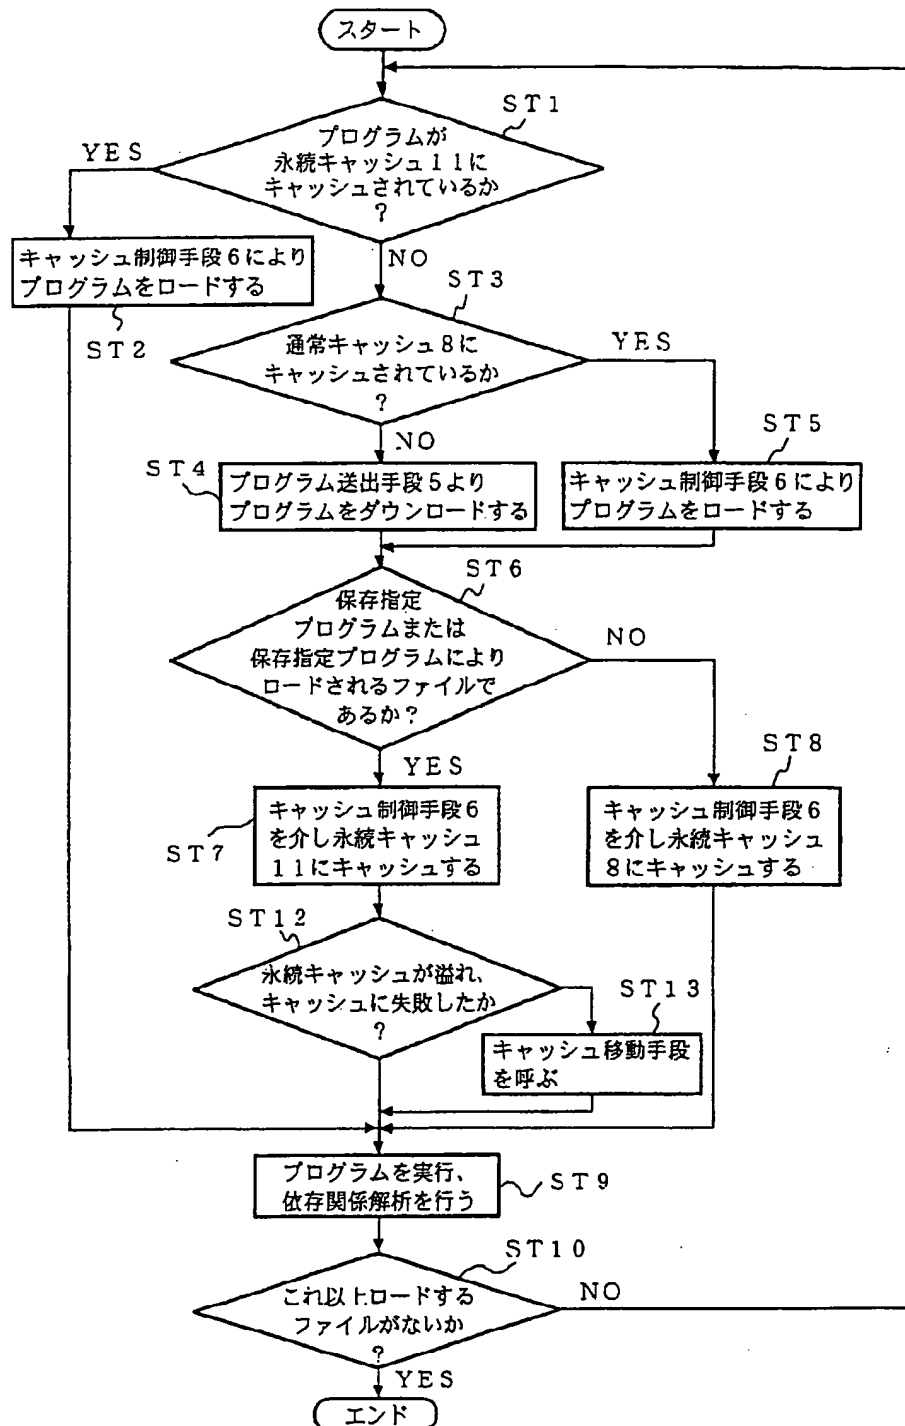 スタート
ST1
プログラムが
永続キャッシュ11に
キャッシュされているか
?
YES
NO
キャッシュ制御手段6により
プログラムをロードする
ST2
ST3
通常キャッシュ8に
キャッシュされているか
?
YES
NO
ST4
プログラム送出手段5より
プログラムをダウンロードする
ST5
キャッシュ制御手段6により
プログラムをロードする
ST6
保存指定
プログラムまたは
保存指定プログラムにより
ロードされるファイルで
あるか?
NO
YES
ST7
キャッシュ制御手段6
を介し永続キャッシュ
11にキャッシュする
ST8
キャッシュ制御手段6
を介し永続キャッシュ
8にキャッシュする
ST12
永続キャッシュが溢れ、
キャッシュに失敗したか
?
ST13
キャッシュ移動手段
を呼ぶ
プログラムを実行、
依存関係解析を行う
ST9
ST10
これ以上ロードする
ファイルがないか
?
NO
YES
エンド